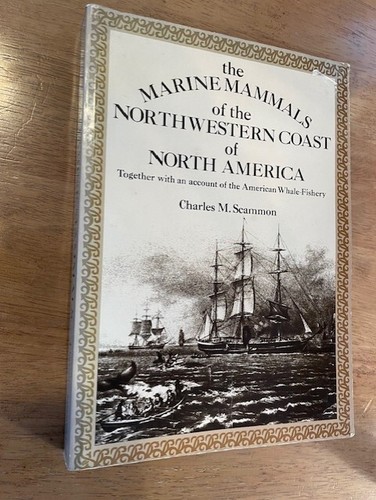 the
MARINE MAMMALS
of the
NORTHWESTERN COAST
of
NORTH AMERICA
Together with an account of the American Whale-Fishery
Charles M. Scammon